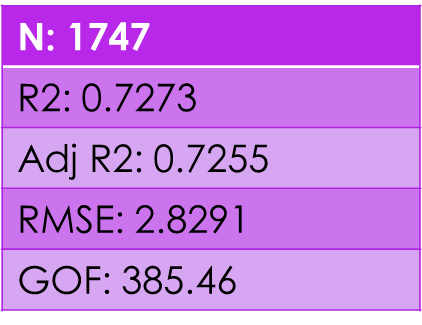 N: 1747
R2: 0.7273
Adj R2: 0.7255
RMSE: 2.8291
GOF: 385.46